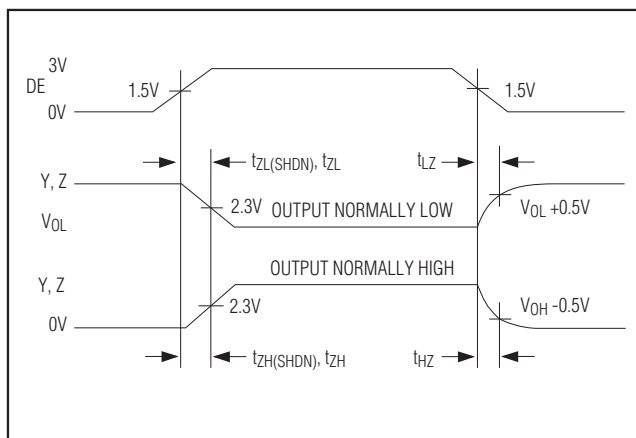 3V
DE
1.5V
1.5V
0V
tZL(SHDN), tZL
tLZ
Y, Z
2.3V
OUTPUT NORMALLY LOW
VOL +0.5V
VOL
OUTPUT NORMALLY HIGH
Y, Z
2.3V
VOH -0.5V
0V
tZH(SHDN), tZH
tHZ